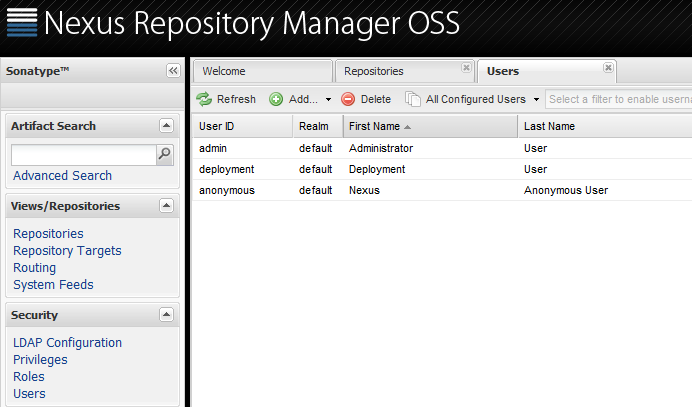 Nexus Repository Manager OSS
Sonatype™
Welcome
Repositories
Users
Refresh
Add...
Delete
All Configured Users
Select a filter to enable userna
Artifact Search
Advanced Search
Views/Repositories
Repositories
Repository Targets
Routing
System Feeds
Security
LDAP Configuration
Privileges
Roles
Users
User ID Realm First Name Last Name
admin default Administrator User
deployment default Deployment User
anonymous default Nexus Anonymous User